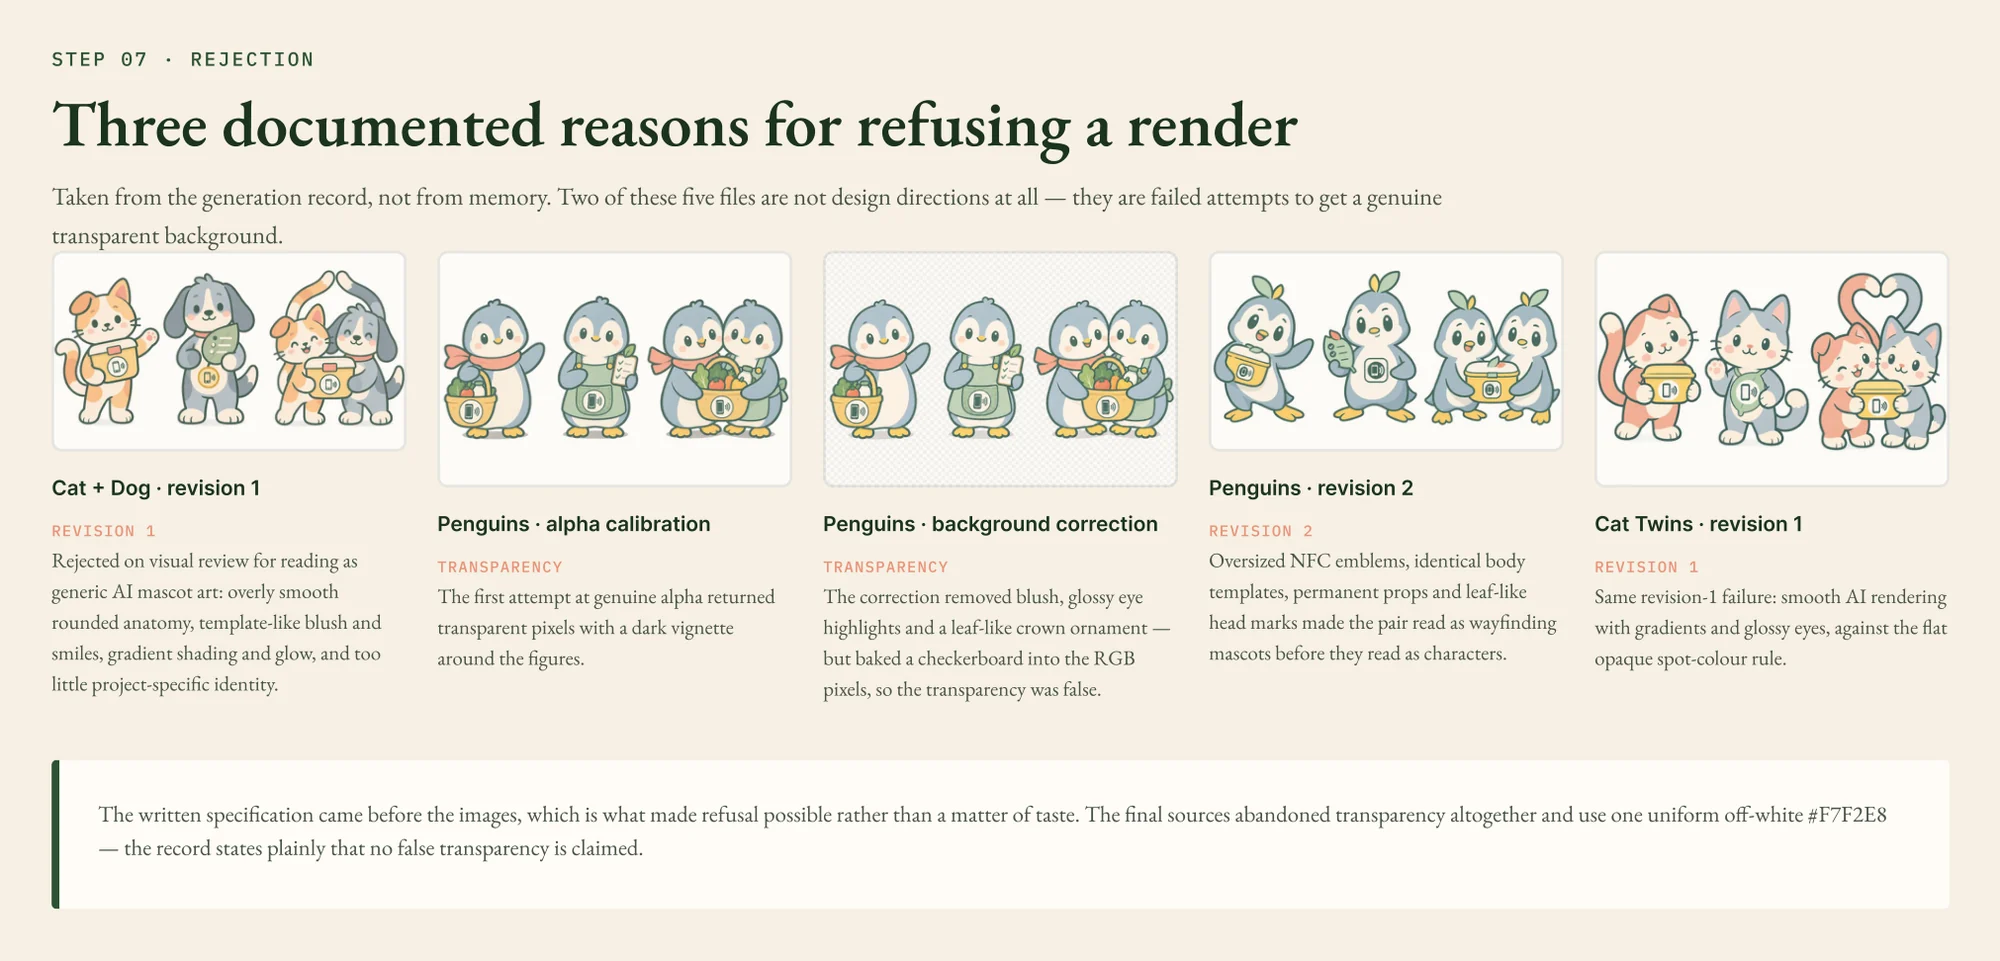 STEP 07 · REJECTION
Three documented reasons for refusing a render
Taken from the generation record, not from memory. Two of these five files are not design directions at all — they are failed attempts to get a genuine
transparent background.
Cat + Dog · revision 1
REVISION 1
Rejected on visual review for reading as
generic AI mascot art: overly smooth
rounded anatomy, template-like blush and
smiles, gradient shading and glow, and too
little project-specific identity.
Penguins · alpha calibration
TRANSPARENCY
The first attempt at genuine alpha returned
transparent pixels with a dark vignette
around the figures.
Penguins · background correction
TRANSPARENCY
The correction removed blush, glossy eye
highlights and a leaf-like crown ornament —
but baked a checkerboard into the RGB
pixels, so the transparency was false.
Penguins · revision 2
REVISION 2
Oversized NFC emblems, identical body
templates, permanent props and leaf-like
head marks made the pair read as wayfinding
mascots before they read as characters.
Cat Twins · revision 1
REVISION 1
Same revision-1 failure: smooth AI rendering
with gradients and glossy eyes, against the flat
opaque spot-colour rule.
The written specification came before the images, which is what made refusal possible rather than a matter of taste. The final sources abandoned transparency altogether and use one uniform off-white #F7F2E8
— the record states plainly that no false transparency is claimed.